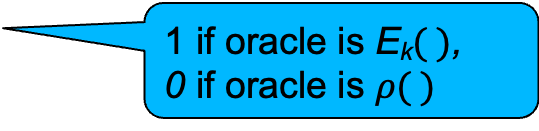 1 if oracle is Eₖ( ),
0 if oracle is ρ( )